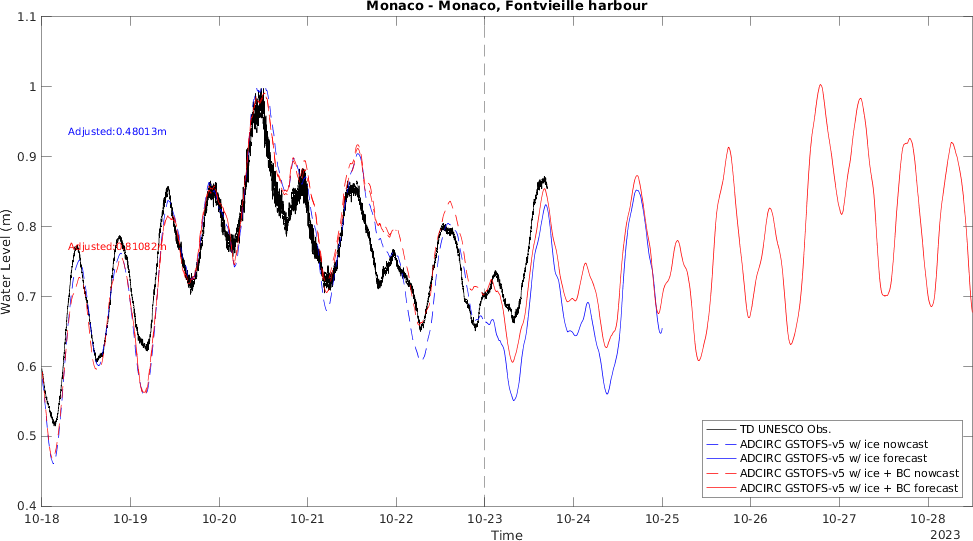 Monaco - Monaco, Fontvieille harbour
1.1
1
0.9
0.8
0.7
0.6
0.5
0.4
Water Level (m)
Adjusted:0.48013m
Adjusted:0.81082m
TD UNESCO Obs.
ADCIRC GSTOFS-v5 w/ ice nowcast
ADCIRC GSTOFS-v5 w/ ice forecast
ADCIRC GSTOFS-v5 w/ ice + BC nowcast
ADCIRC GSTOFS-v5 w/ ice + BC forecast
10-18 10-19 10-20 10-21 10-22 10-23 10-24 10-25 10-26 10-27 10-28
Time
2023